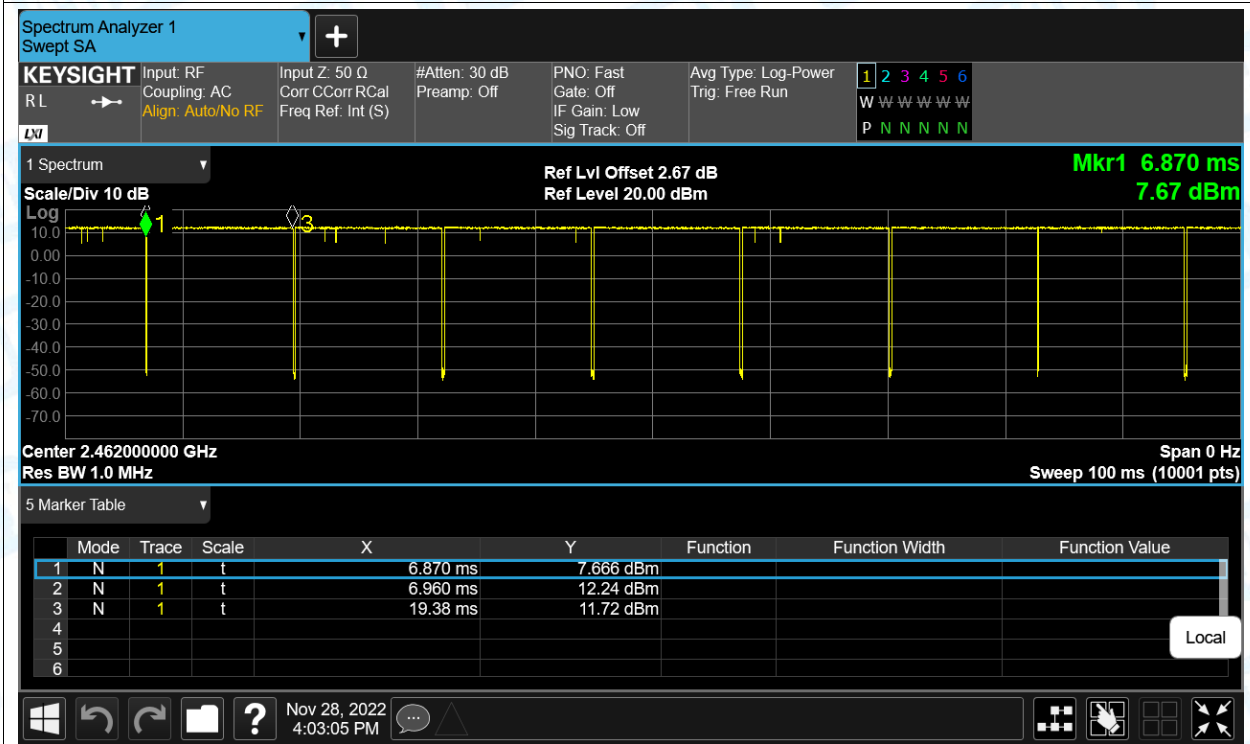 Spectrum Analyzer 1
Swept SA
+
KEYSIGHT
RL
LXI
Input: RF
Coupling: AC
Align: Auto/No RF
Input Z: 50 Ω
Corr CCorr RCal
Freq Ref: Int (S)
#Atten: 30 dB
Preamp: Off
PNO: Fast
Gate: Off
IF Gain: Low
Sig Track: Off
Avg Type: Log-Power
Trig: Free Run
1 2 3 4 5 6
W W W W W W
P N N N N N
1 Spectrum
Scale/Div 10 dB
Ref Lvl Offset 2.67 dB
Ref Level 20.00 dBm
Mkr1 6.870 ms
7.67 dBm
Log
1
3
10.0
0.00
-10.0
-20.0
-30.0
-40.0
-50.0
-60.0
-70.0
Center 2.462000000 GHz
Span 0 Hz
Res BW 1.0 MHz
Sweep 100 ms (10001 pts)
5 Marker Table
Mode Trace Scale X Y Function Function Width Function Value
1 N 1 t 6.870 ms 7.666 dBm
2 N 1 t 6.960 ms 12.24 dBm
3 N 1 t 19.38 ms 11.72 dBm
4
5
6
Local
?
Nov 28, 2022
4:03:05 PM